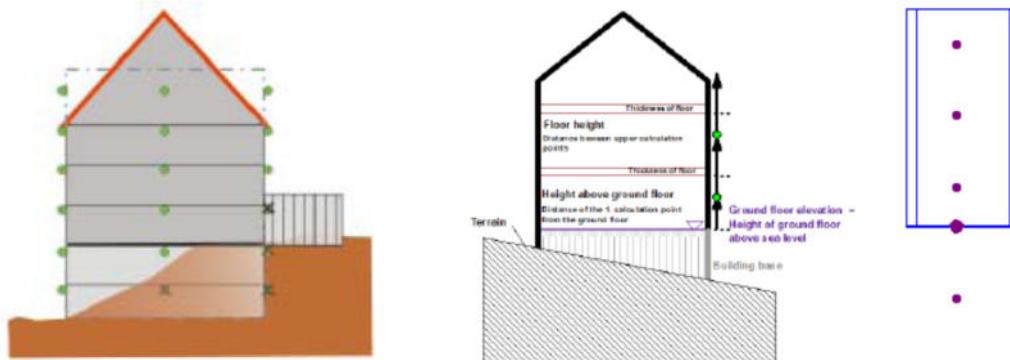 Thickness of floor
Floor height
Distance between upper calculation
points
Thickness of floor
Height above ground floor
Distance of the 1. calculation point
from the ground floor
Terrain
Ground floor elevation =
Height of ground floor
above sea level
Building base